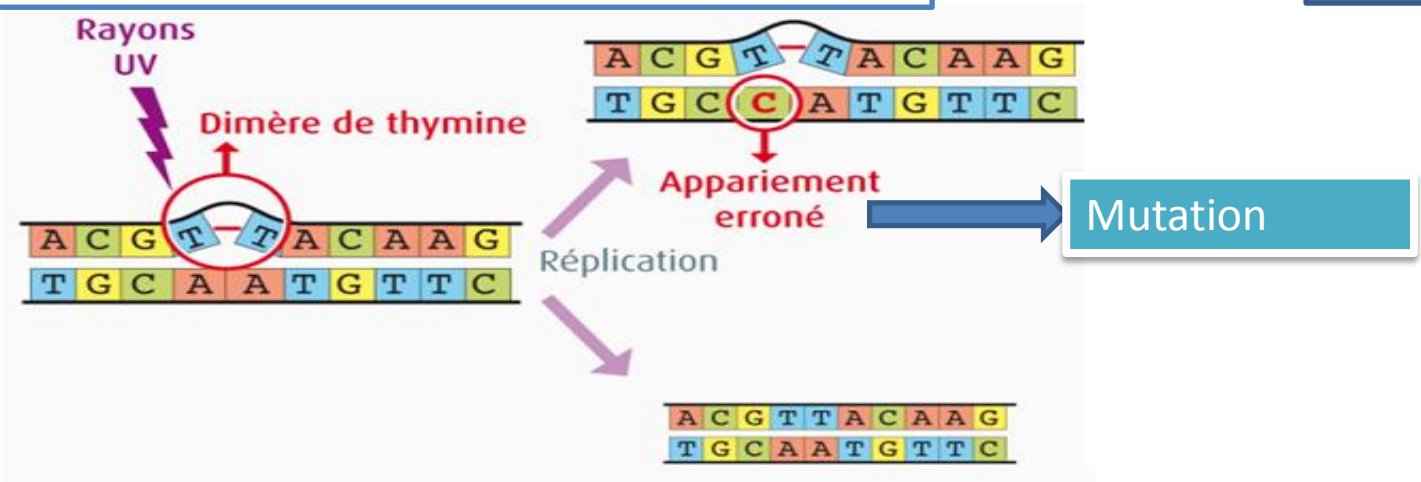 Rayons
UV
Dimère de thymine
A C G T T A C A A G
T G C A A T G T T C
Réplication
A C G T T A C A A G
T G C C A T G T T C
Appariement
erroné
Mutation
A C G T T A C A A G
T G C A A T G T T C